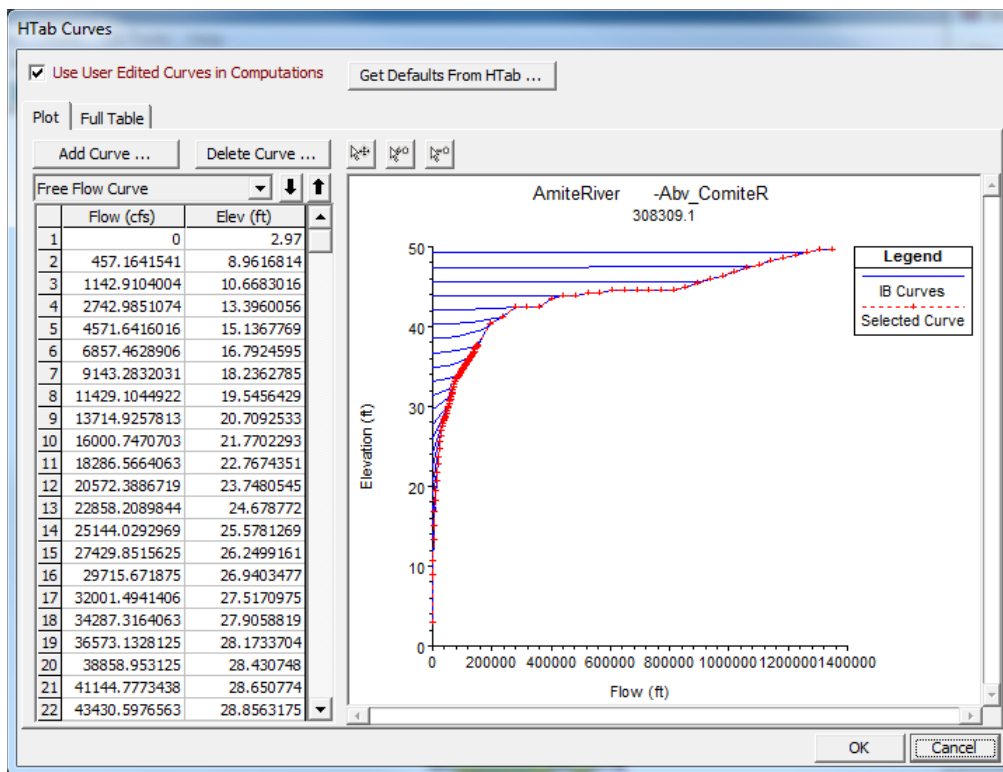 HTab Curves
Use User Edited Curves in Computations
Get Defaults From HTab ...
Plot
Full Table
Add Curve ...
Delete Curve ...
Free Flow Curve
Flow (cfs) Elev (ft)
1 0 2.97
2 457.1641541 8.9616814
3 1142.9104004 10.6683016
4 2742.9851074 13.3960056
5 4571.6416016 15.1367769
6 6857.4628906 16.7924595
7 9143.2832031 18.2362785
8 11429.1044922 19.5456429
9 13714.9257813 20.7092533
10 16000.7470703 21.7702293
11 18286.5664063 22.7674351
12 20572.3886719 23.7480545
13 22858.2089844 24.678772
14 25144.0292969 25.5781269
15 27429.8515625 26.2499161
16 29715.671875 26.9403477
17 32001.4941406 27.5170975
18 34287.3164063 27.9058819
19 36573.1328125 28.1733704
20 38858.953125 28.430748
21 41144.7773438 28.650774
22 43430.5976563 28.8563175
AmiteRiver -Abv_ComiteR
308309.1
50
40
30
20
10
0
Elevation (ft)
0 200000 400000 600000 800000 1000000 1200000 1400000
Flow (ft)
Legend
IB Curves
Selected Curve
OK
Cancel